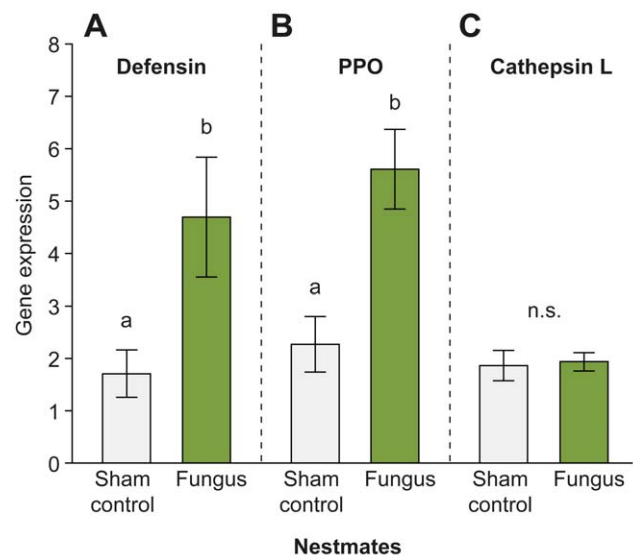 A B C
Defensin PPO Cathepsin L
8
7
6
5
4
3
2
1
0
Gene expression
a b
a b
n.s.
Sham control Fungus
Sham control Fungus
Sham control Fungus
Nestmates